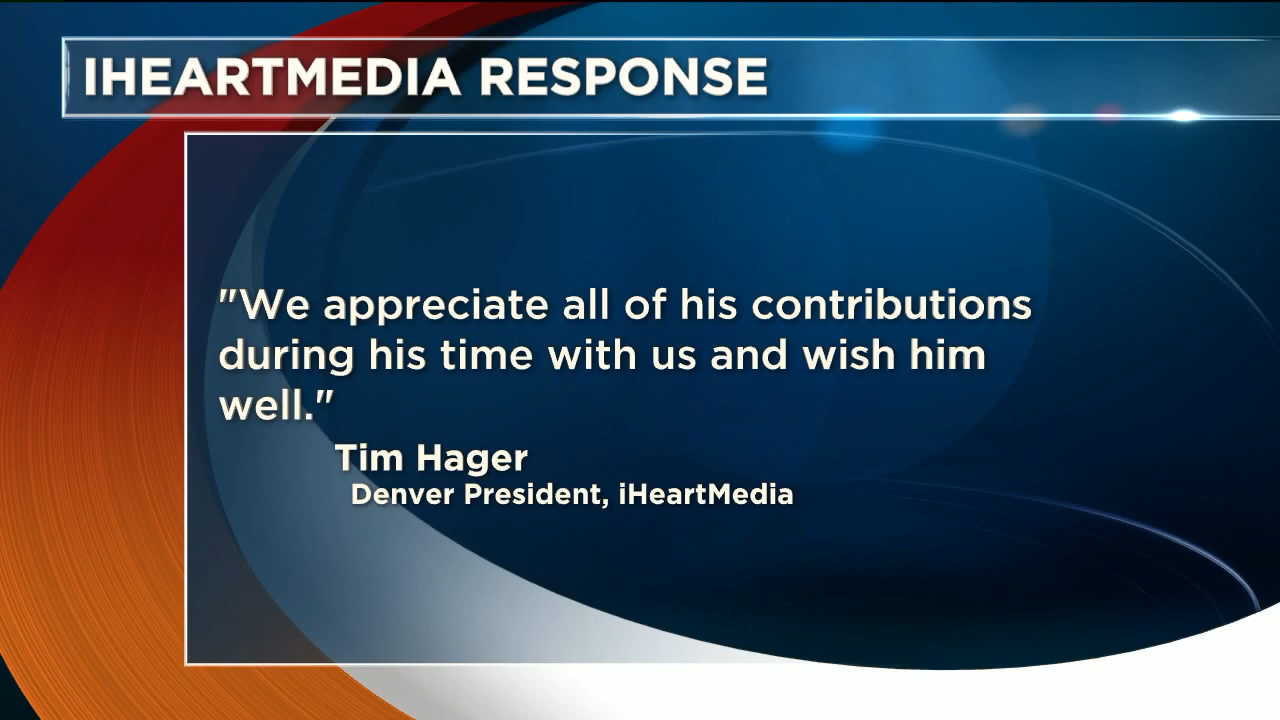 IHEARTMEDIA RESPONSE
"We appreciate all of his contributions
during his time with us and wish him
well."
Tim Hager
Denver President, iHeartMedia